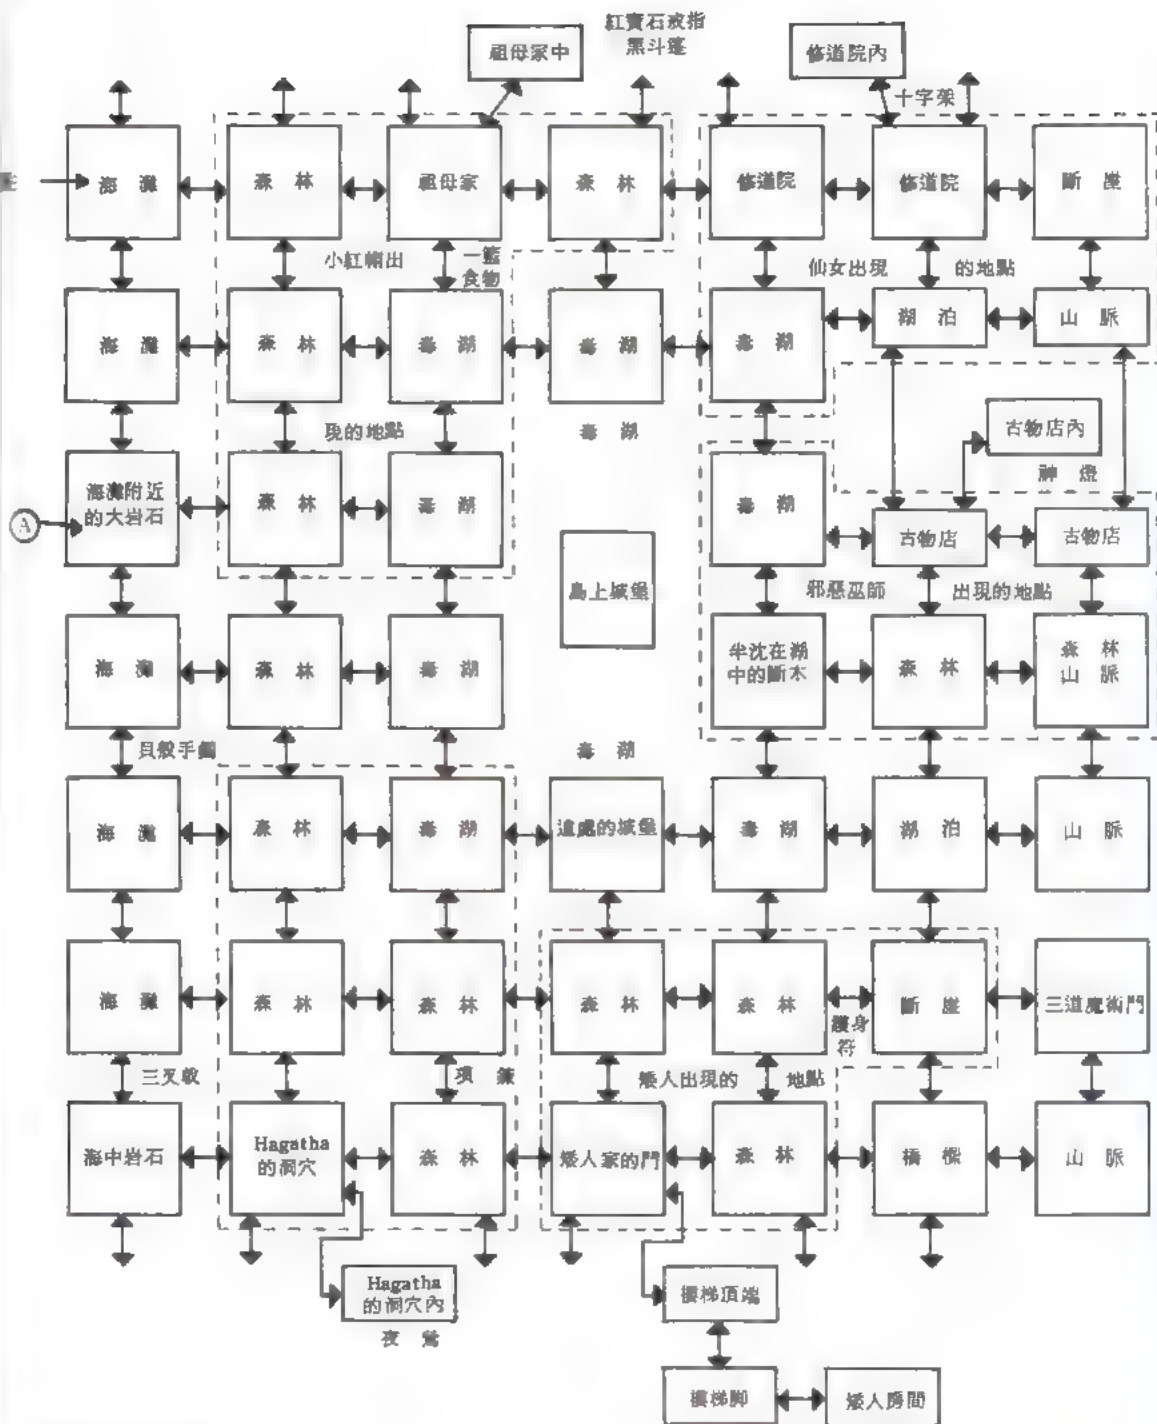 祖母家中
紅寶石戒指
黑斗篷
修道院內
十字架
海灘
森林
祖母家
森林
修道院
修道院
斷崖
小紅帽出
一籃
食物
仙女出現
的地點
海灘
森林
毒湖
毒湖
毒湖
湖泊
山脈
現的地點
毒湖
古物店內
神燈
海灘附近
的大岩石
森林
毒湖
毒湖
古物店
古物店
A
島上城堡
邪惡巫師
出現的地點
海灘
森林
毒湖
半沈在湖
中的斷木
森林
森林
山脈
貝殼手鐲
毒湖
海灘
森林
毒湖
遠處的城堡
毒湖
湖泊
山脈
海灘
森林
森林
森林
森林
斷崖
三道魔術門
護身
符
三叉戟
項鍊
矮人出現的
地點
海中岩石
Hagatha
的洞穴
森林
矮人家的門
森林
橋樑
山脈
Hagatha
的洞穴內
夜鶯
樓梯頂端
樓梯脚
矮人房間